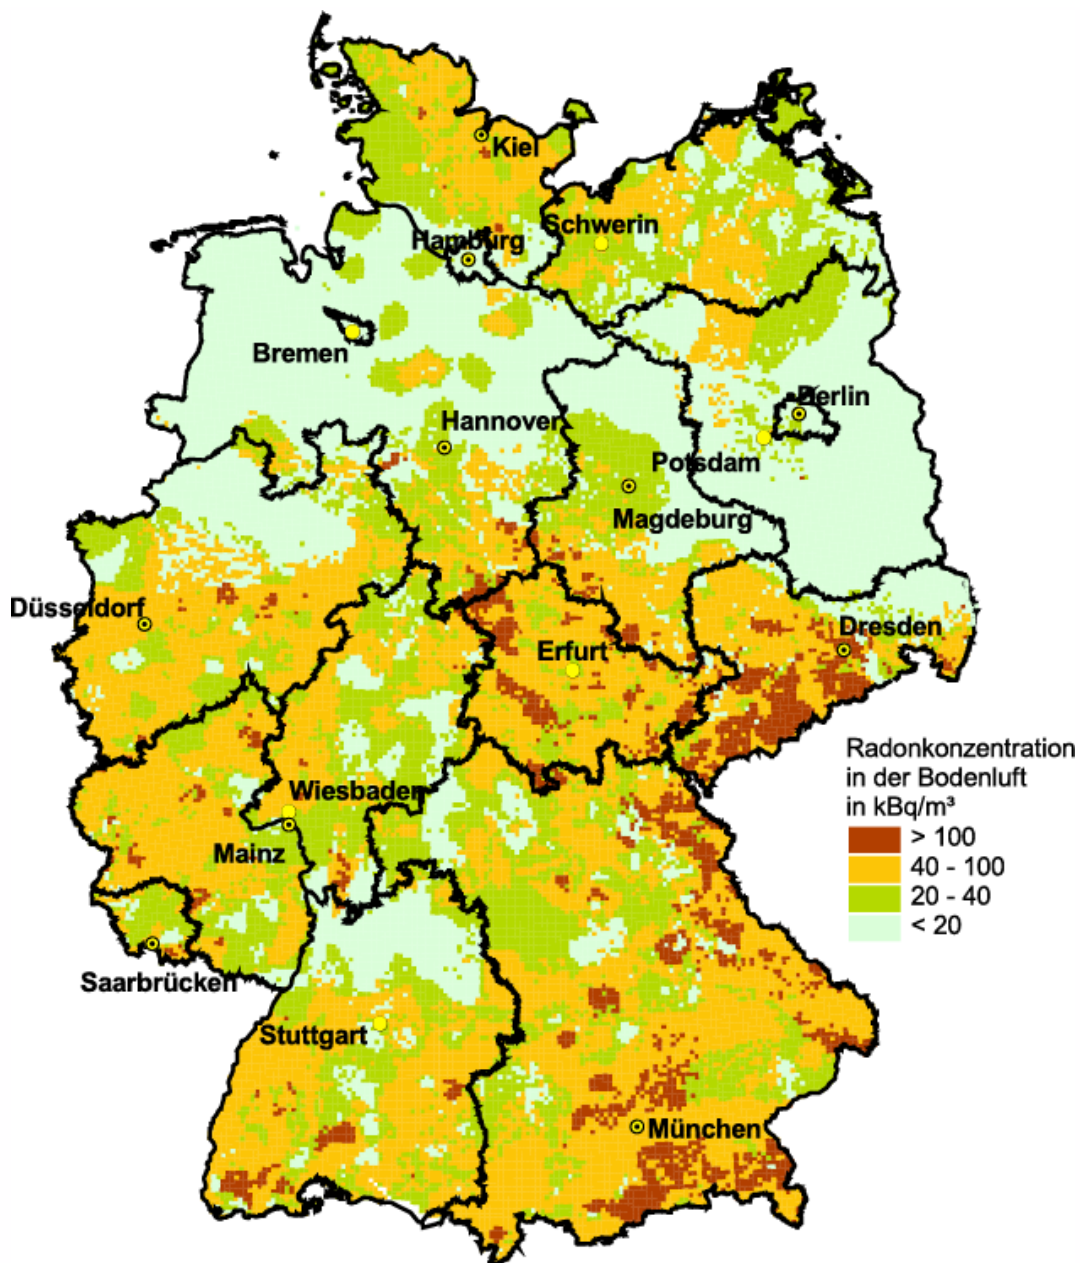 Kiel
Schwerin
Hamburg
Bremen
Berlin
Hannover
Potsdam
Magdeburg
Düsseldorf
Dresden
Erfurt
Radonkonzentration
in der Bodenluft
in kBq/m³
> 100
40 - 100
20 - 40
< 20
Wiesbaden
Mainz
Saarbrücken
Stuttgart
München